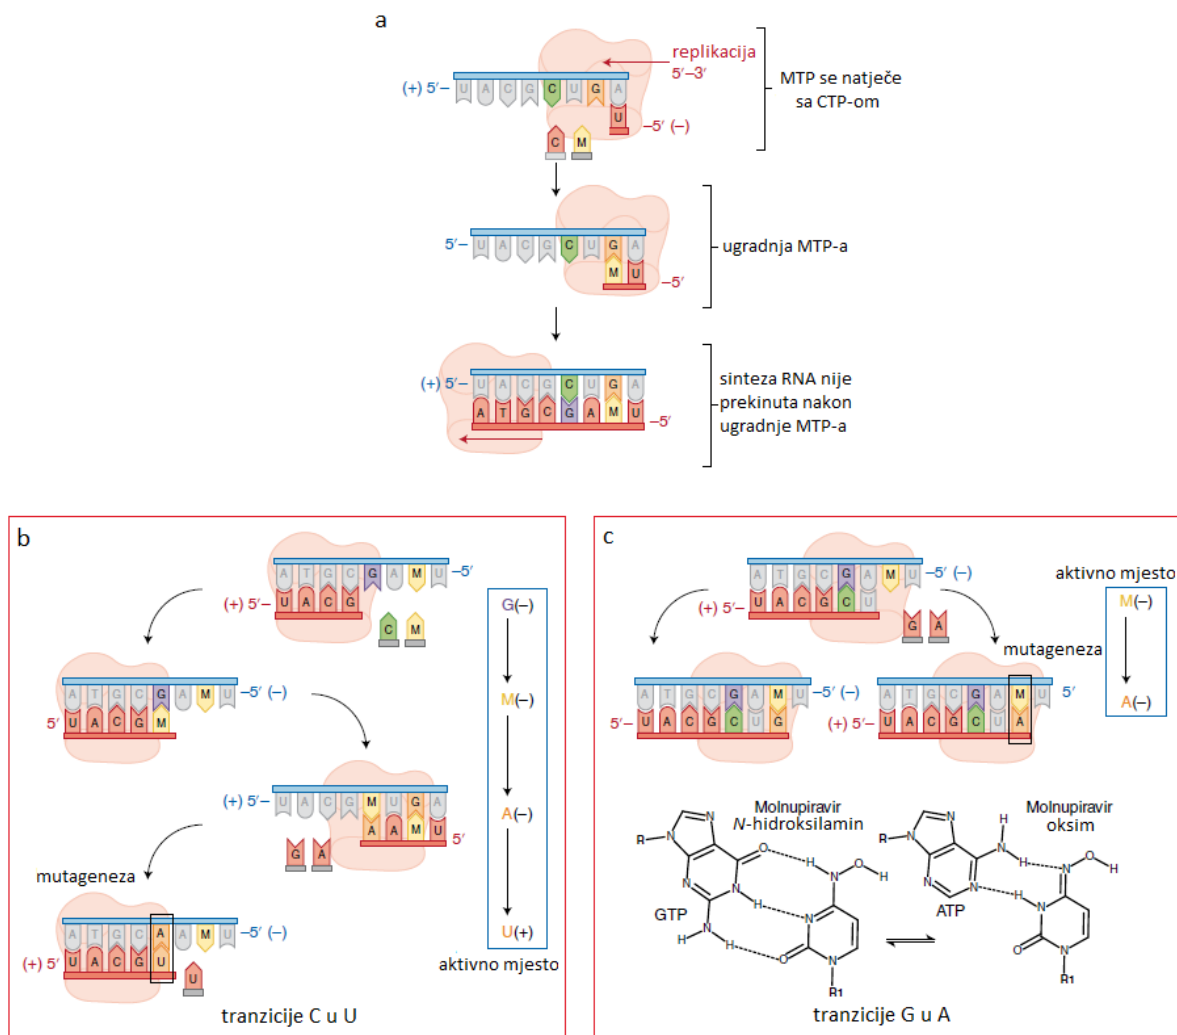 a
replikacija
5′–3′
(+) 5′–
U A C G C U G A
U
–5′ (–)
C M
MTP se natječe
sa CTP-om
5′–
U A C G C U G A
M U
–5′
ugradnja MTP-a
(+) 5′–
U A C G C U G A
A T G C G A M U
–5′
sinteza RNA nije
prekinuta nakon
ugradnje MTP-a
b
A T G C G A M U
–5′
(+) 5′–
U A C G
C M
A T G C G A M U
–5′ (–)
5′
U A C G M
(+) 5′–
U A C G M U G A
A A M U
5′
G A
mutageneza
A T G C A A M U
–5′ (–)
(+) 5′–
U A C G U
U
G(–)
M(–)
A(–)
U(+)
aktivno mjesto
tranzicije C u U
c
A T G C G A M U
–5′ (–)
(+) 5′–
U A C G C U
G A
aktivno mjesto
M(–)
A(–)
mutageneza
A T G C G A M U
–5′ (–)
5′–
U A C G C U G
A T G C G A M U
5′
(+) 5′–
U A C G C U A
Molnupiravir
N-hidroksilamin
Molnupiravir
oksim
R N N O H N O H
N N H N
GTP
N H H O N
R1
R N N H N H N O H
N N H N
ATP
O N
R1
tranzicije G u A